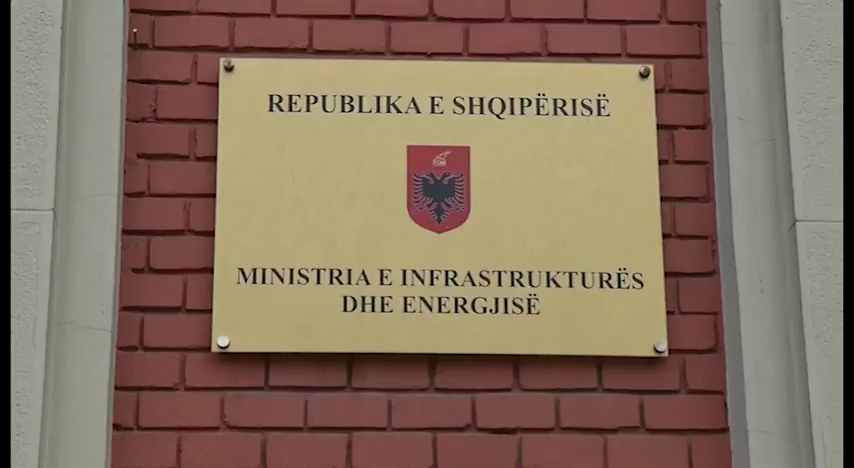 REPUBLIKA E SHQIPËRISË
MINISTRIA E INFRASTRUKTURËS
DHE ENERGJISË